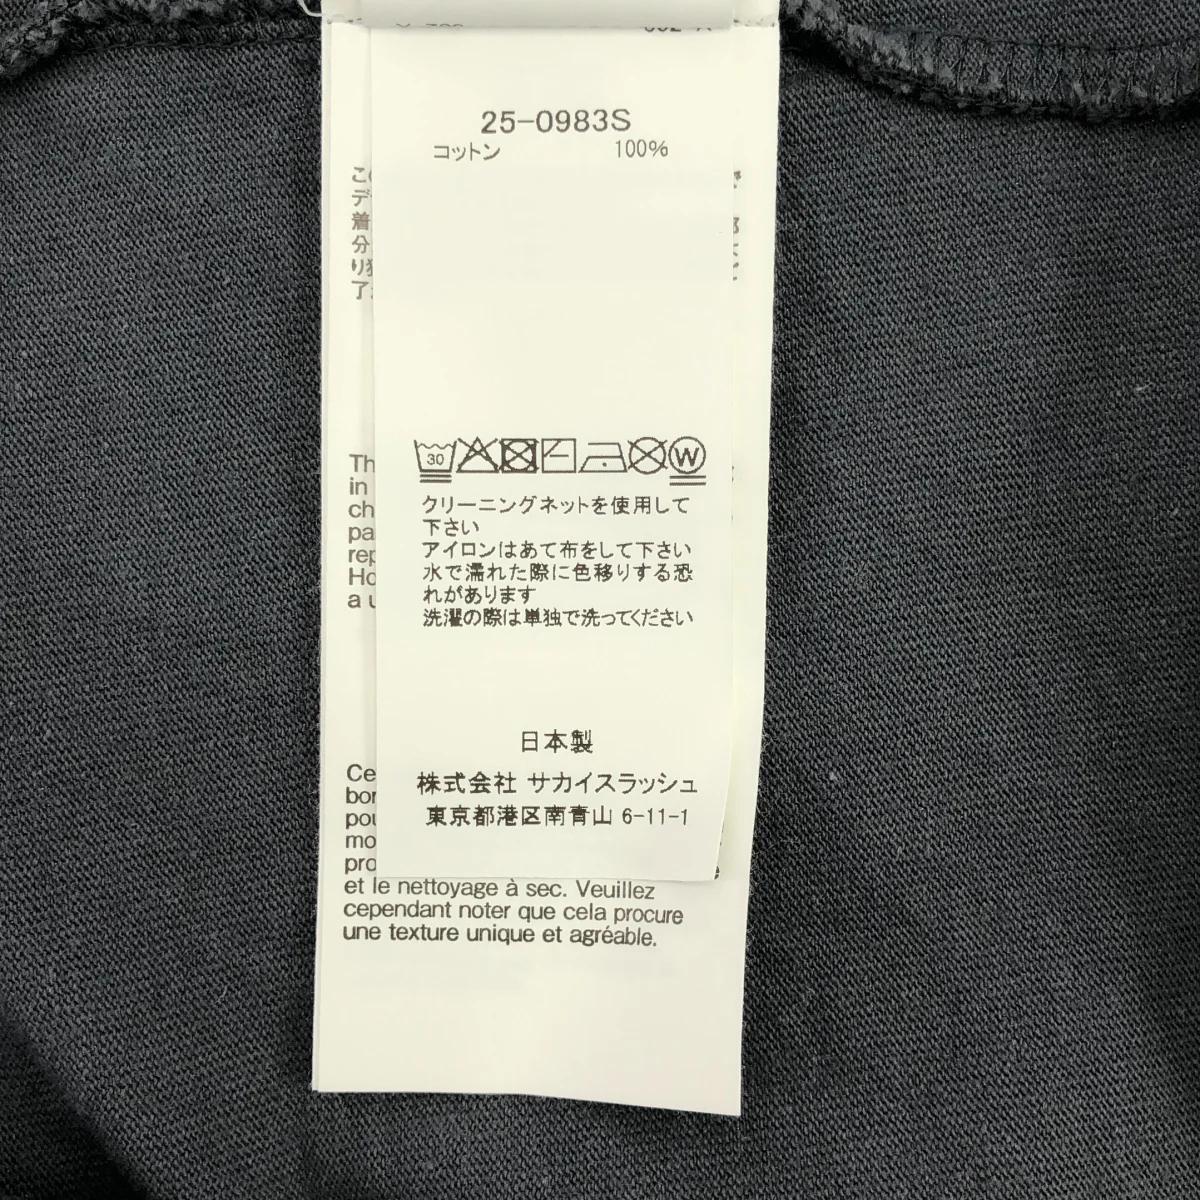 25-0983S
コットン 100%
30
W
クリーニングネットを使用して
下さい
アイロンはあて布をして下さい
水で濡れた際に色移りする恐
れがあります
洗濯の際は単独で洗ってください
日本製
株式会社 サカイスラッシュ
東京都港区南青山 6-11-1
et le nettoyage à sec. Veuillez
cependant noter que cela procure
une texture unique et agréable.